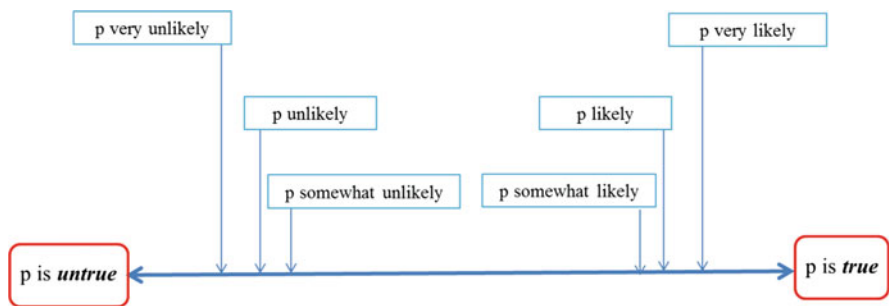 p very unlikely
p very likely
p unlikely
p likely
p somewhat unlikely
p somewhat likely
p is untrue
p is true